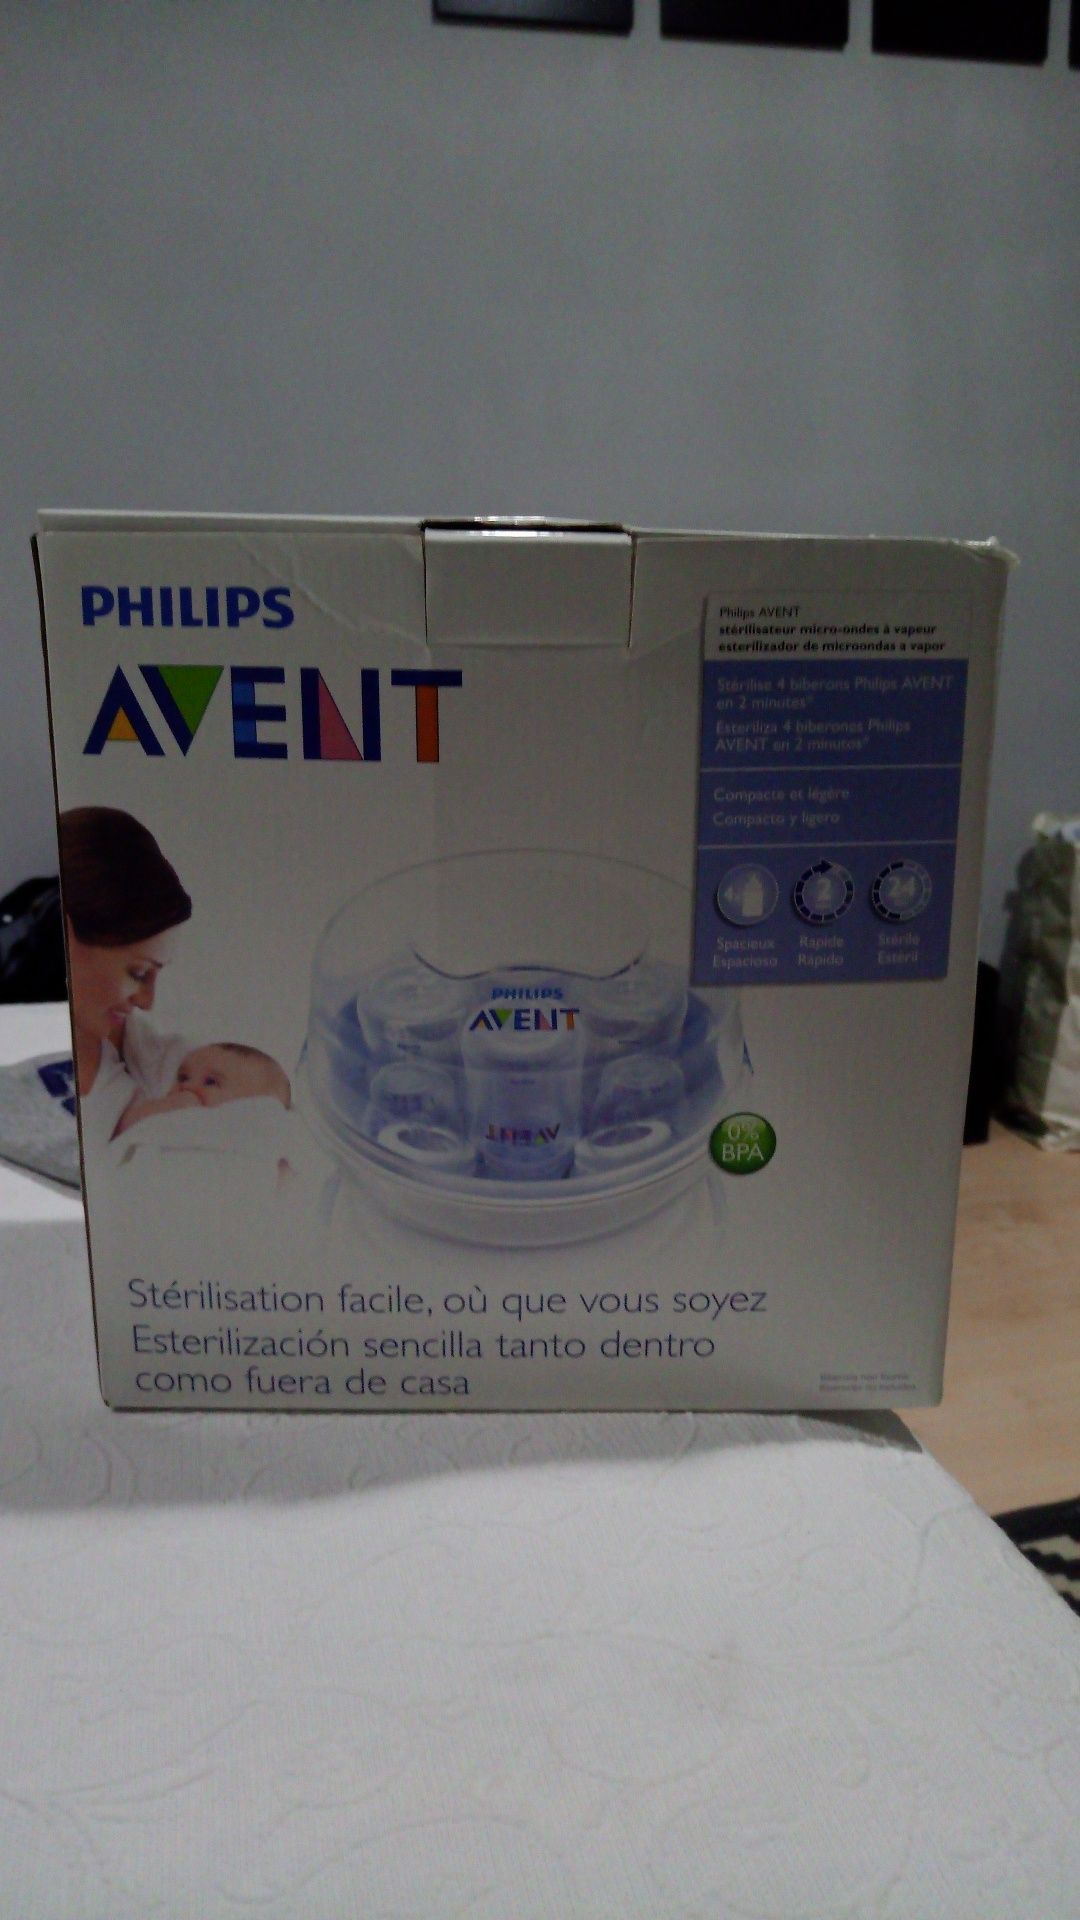 PHILIPS
AVENT
Philips AVENT
stérilisateur micro-ondes à vapeur
esterilizador de microondas a vapor
Stérilise 4 biberons Philips AVENT
en 2 minutes*
Esteriliza 4 biberones Philips
AVENT en 2 minutos*
Compacte et légère
Compacto y ligero
4
2
24
Spacieux Rapide Stérile
Espacioso Rápido Estéril
PHILIPS
AVENT
0%
BPA
Stérilisation facile, où que vous soyez
Esterilización sencilla tanto dentro
como fuera de casa